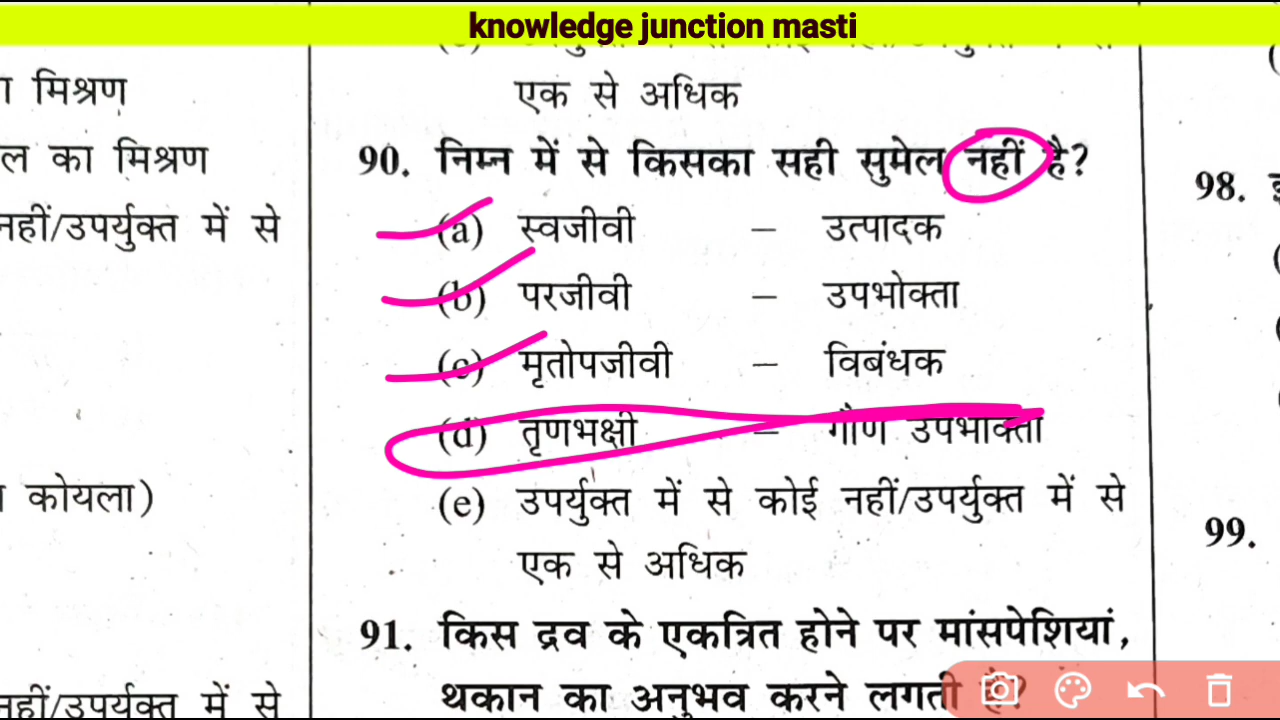 knowledge junction masti
एक से अधिक
मिश्रण
90. निम्न में से किसका सही सुमेल नहीं है?
का मिश्रण
98.
नहीं/उपर्युक्त में से
(a) स्वजीवी – उत्पादक
(b) परजीवी – उपभोक्ता
(c) मृतोपजीवी – विबंधक
(d) तृणभक्षी – गौण उपभोक्ता
कोयला)
(e) उपर्युक्त में से कोई नहीं/उपर्युक्त में से
एक से अधिक
99.
91. किस द्रव के एकत्रित होने पर मांसपेशियां,
थकान का अनुभव करने लगती हैं?
नहीं/उपर्युक्त में से